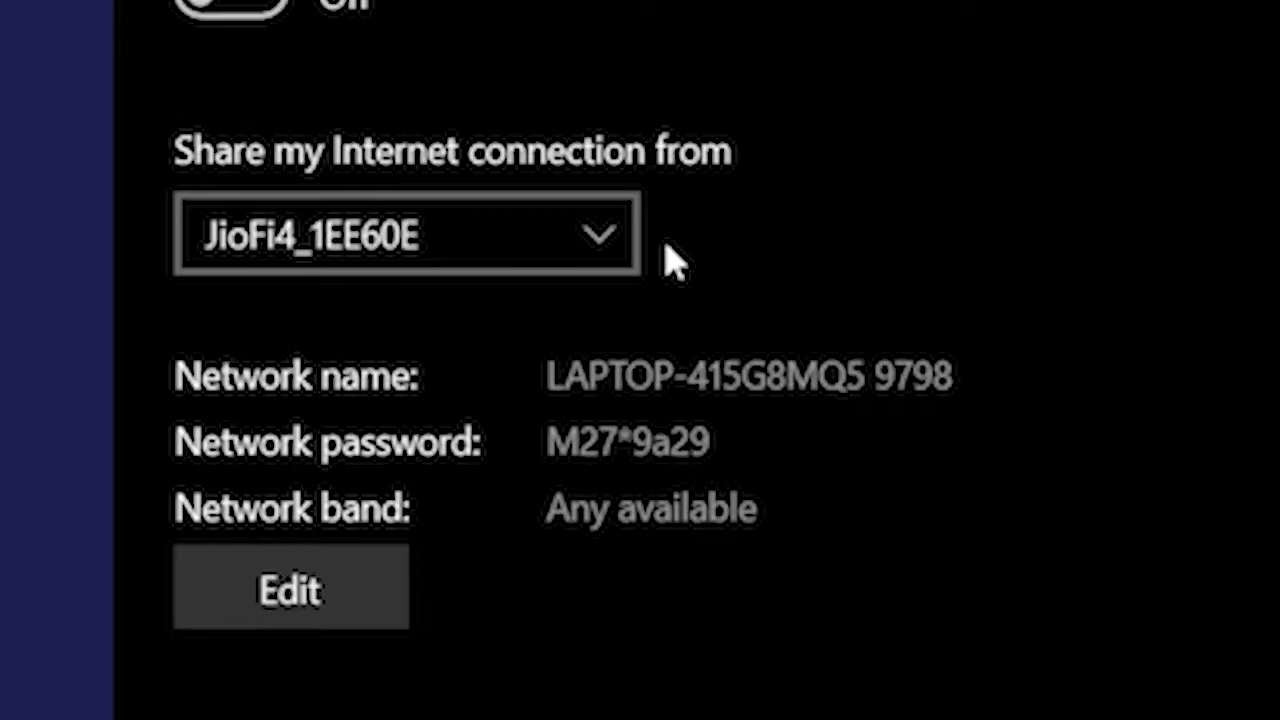 Off
Share my Internet connection from
JioFi4_1EE60E
Network name: LAPTOP-415G8MQ5 9798
Network password: M27*9a29
Network band: Any available
Edit